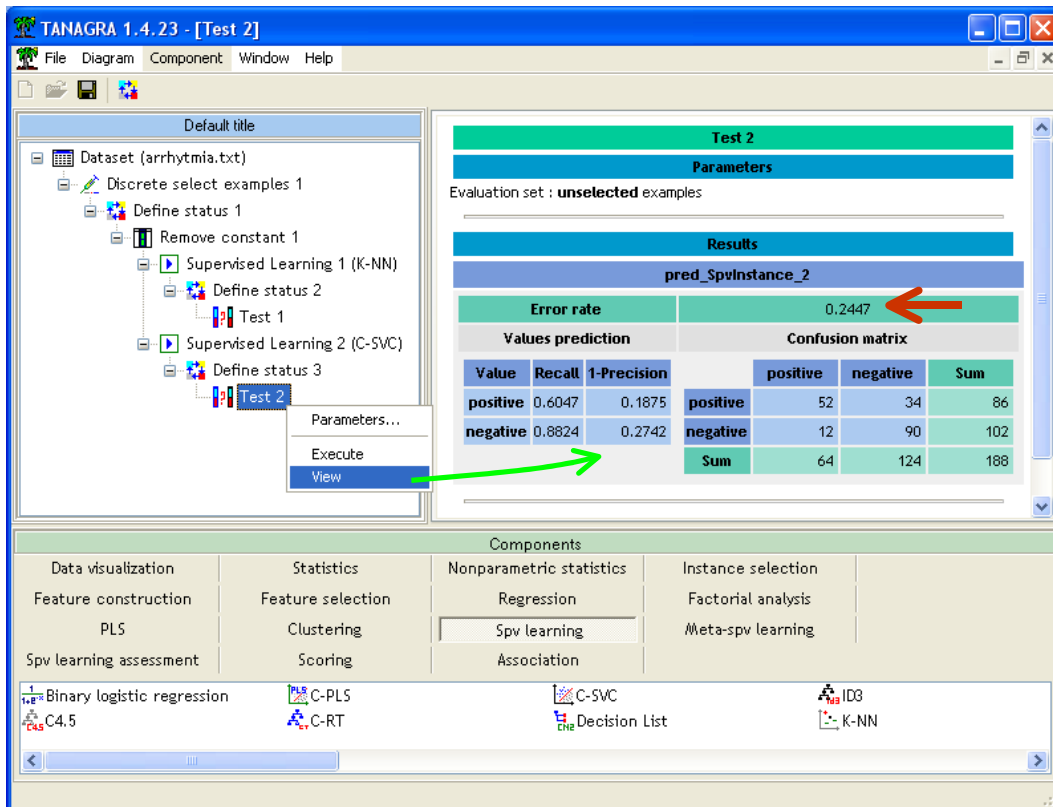 TANAGRA 1.4.23 - [Test 2]
File Diagram Component Window Help
Default title
Dataset (arrhytmia.txt)
Discrete select examples 1
Define status 1
Remove constant 1
Supervised Learning 1 (K-NN)
Define status 2
Test 1
Supervised Learning 2 (C-SVC)
Define status 3
Test 2
Parameters...
Execute
View
Test 2
Parameters
Evaluation set : unselected examples
Results
pred_SpvInstance_2
Error rate 0.2447
Values prediction Confusion matrix
Value Recall 1-Precision positive negative Sum
positive 0.6047 0.1875 positive 52 34 86
negative 0.8824 0.2742 negative 12 90 102
Sum 64 124 188
Components
Data visualization Statistics Nonparametric statistics Instance selection
Feature construction Feature selection Regression Factorial analysis
PLS Clustering Spv learning Meta-spv learning
Spv learning assessment Scoring Association
Binary logistic regression C-PLS C-SVC ID3
C4.5 C-RT Decision List K-NN